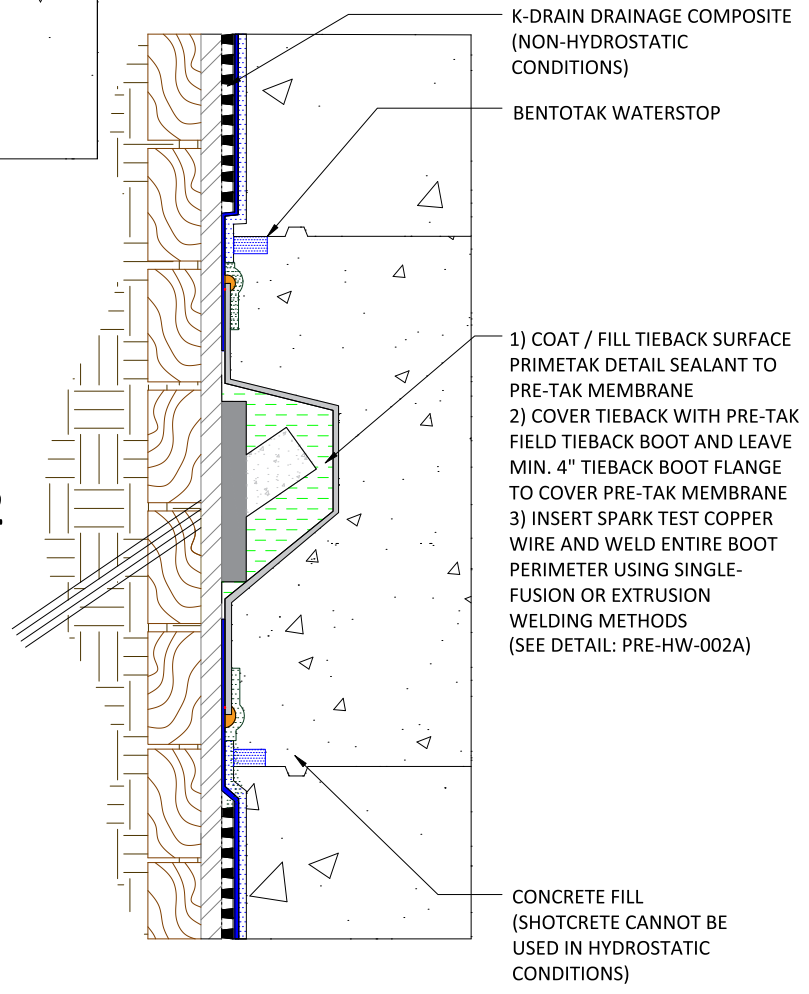 K-DRAIN DRAINAGE COMPOSITE
(NON-HYDROSTATIC
CONDITIONS)
BENTOTAK WATERSTOP
1) COAT / FILL TIEBACK SURFACE
PRIMETAK DETAIL SEALANT TO
PRE-TAK MEMBRANE
2) COVER TIEBACK WITH PRE-TAK
FIELD TIEBACK BOOT AND LEAVE
MIN. 4" TIEBACK BOOT FLANGE
TO COVER PRE-TAK MEMBRANE
3) INSERT SPARK TEST COPPER
WIRE AND WELD ENTIRE BOOT
PERIMETER USING SINGLE-
FUSION OR EXTRUSION
WELDING METHODS
(SEE DETAIL: PRE-HW-002A)
CONCRETE FILL
(SHOTCRETE CANNOT BE
USED IN HYDROSTATIC
CONDITIONS)